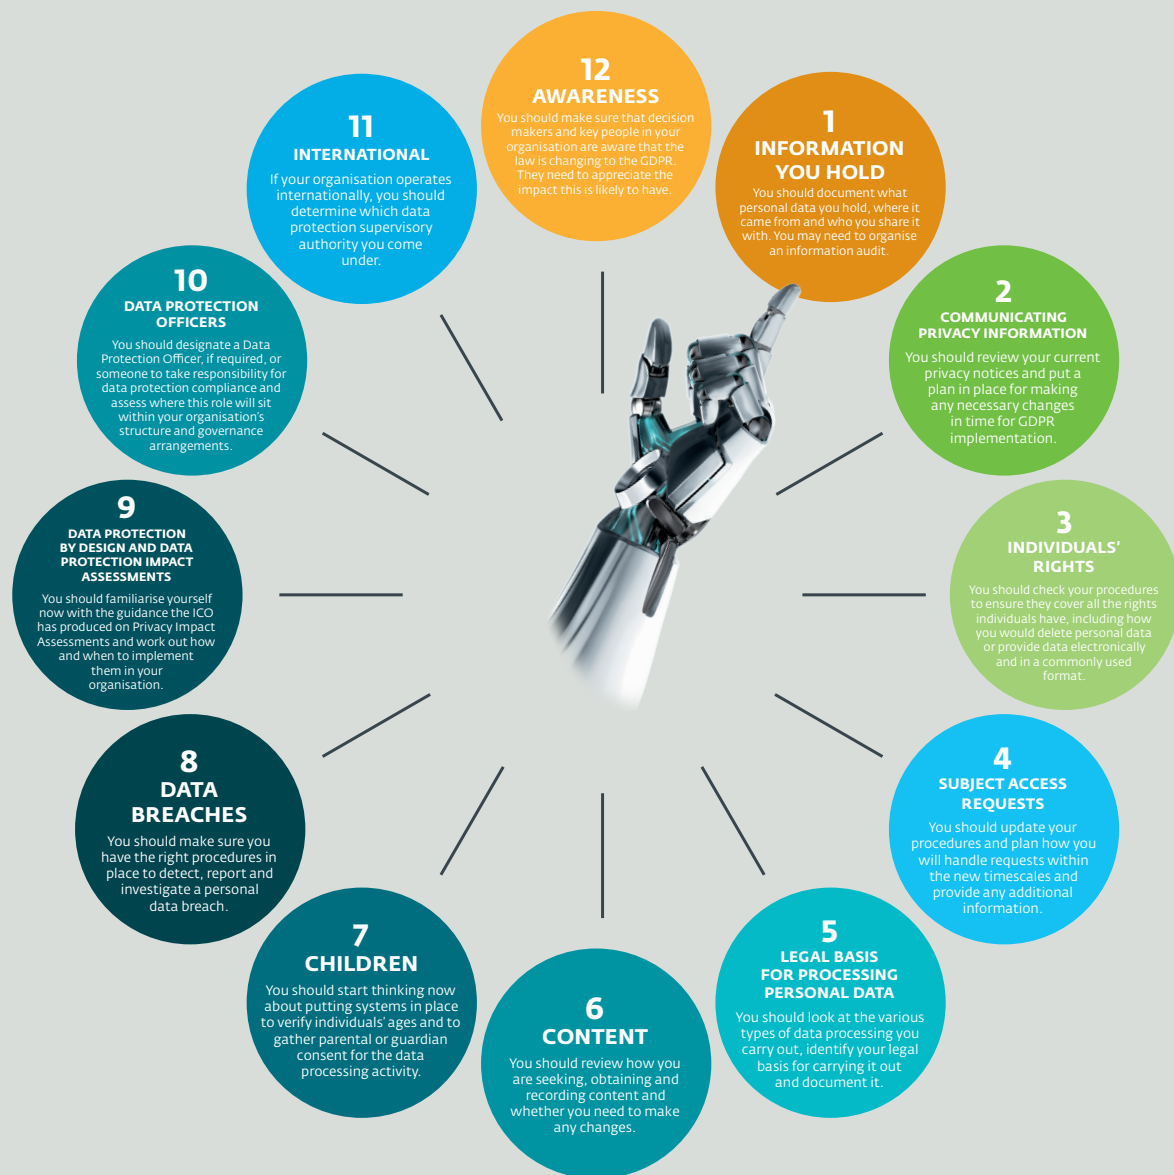 12
AWARENESS
You should make sure that decision
makers and key people in your
organisation are aware that the
law is changing to the GDPR.
They need to appreciate the
impact this is likely to have.
1
INFORMATION
YOU HOLD
You should document what
personal data you hold, where it
came from and who you share it
with. You may need to organise
an information audit.
2
COMMUNICATING
PRIVACY INFORMATION
You should review your current
privacy notices and put a
plan in place for making
any necessary changes
in time for GDPR
implementation.
3
INDIVIDUALS'
RIGHTS
You should check your procedures
to ensure they cover all the rights
individuals have, including how
you would delete personal data
or provide data electronically
and in a commonly used
format.
4
SUBJECT ACCESS
REQUESTS
You should update your
procedures and plan how you
will handle requests within
the new timescales and
provide any additional
information.
5
LEGAL BASIS
FOR PROCESSING
PERSONAL DATA
You should look at the various
types of data processing you
carry out, identify your legal
basis for carrying it out
and document it.
6
CONTENT
You should review how you
are seeking, obtaining and
recording content and
whether you need to make
any changes.
7
CHILDREN
You should start thinking now
about putting systems in place
to verify individuals' ages and to
gather parental or guardian
consent for the data
processing activity.
8
DATA
BREACHES
You should make sure you
have the right procedures in
place to detect, report and
investigate a personal
data breach.
9
DATA PROTECTION
BY DESIGN AND DATA
PROTECTION IMPACT
ASSESSMENTS
You should familiarise yourself
now with the guidance the ICO
has produced on Privacy Impact
Assessments and work out how
and when to implement
them in your
organisation.
10
DATA PROTECTION
OFFICERS
You should designate a Data
Protection Officer, if required, or
someone to take responsibility for
data protection compliance and
assess where this role will sit
within your organisation's
structure and governance
arrangements.
11
INTERNATIONAL
If your organisation operates
internationally, you should
determine which data
protection supervisory
authority you come
under.